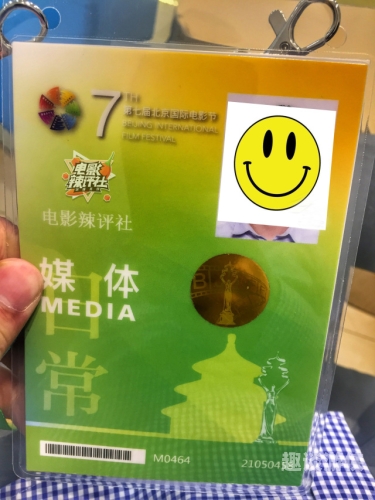 7TH
第七届北京国际电影节
BEIJING INTERNATIONAL
FILM FESTIVAL
电影
辣评社
电影辣评社
媒体
MEDIA
日常
M0464
210504